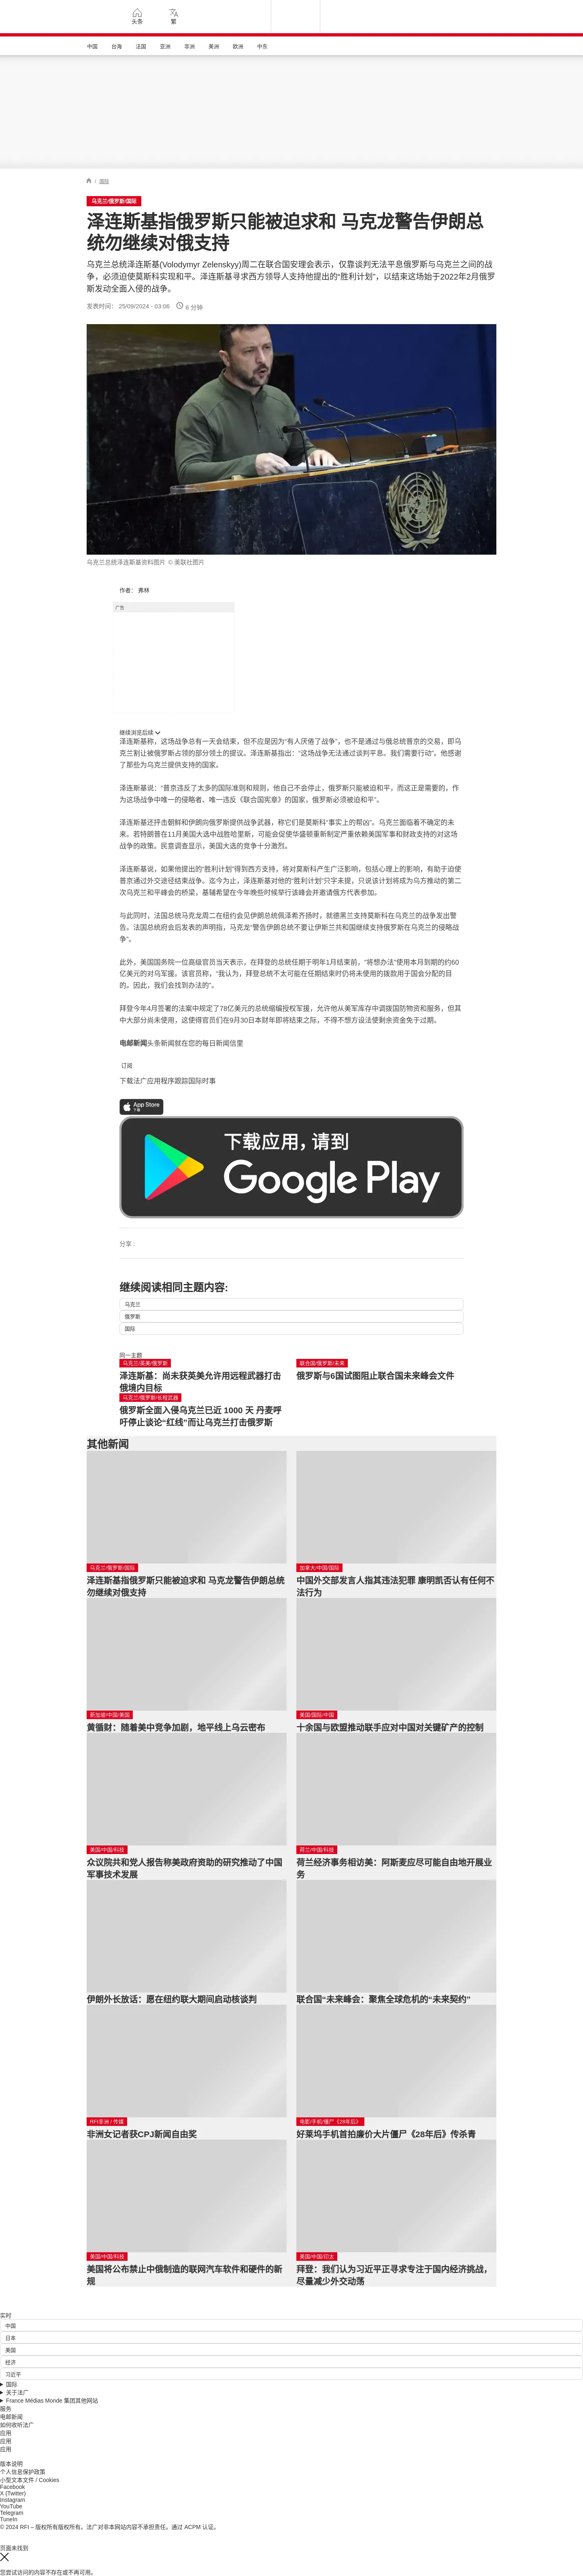 头条
繁
中国
台海
法国
亚洲
非洲
美洲
欧洲
中东
/ 国际
乌克兰/俄罗斯/国际
泽连斯基指俄罗斯只能被迫求和 马克龙警告伊朗总
统勿继续对俄支持
乌克兰总统泽连斯基(Volodymyr Zelenskyy)周二在联合国安理会表示，仅靠谈判无法平息俄罗斯与乌克兰之间的战
争，必须迫使莫斯科实现和平。泽连斯基寻求西方领导人支持他提出的“胜利计划”，以结束这场始于2022年2月俄罗
斯发动全面入侵的战争。
发表时间： 25/09/2024 - 03:06
6 分钟
乌克兰总统泽连斯基资料图片 © 美联社图片
作者： 弗林
广告
继续浏览后续
泽连斯基称，这场战争总有一天会结束，但不应是因为“有人厌倦了战争”，也不是通过与俄总统普京的交易，即乌
克兰割让被俄罗斯占领的部分领土的提议。泽连斯基指出：“这场战争无法通过谈判平息。我们需要行动”。他感谢
了那些为乌克兰提供支持的国家。
泽连斯基说：“普京违反了太多的国际准则和规则，他自己不会停止，俄罗斯只能被迫和平，而这正是需要的，作
为这场战争中唯一的侵略者、唯一违反《联合国宪章》的国家，俄罗斯必须被迫和平”。
泽连斯基还抨击朝鲜和伊朗向俄罗斯提供战争武器，称它们是莫斯科“事实上的帮凶”。乌克兰面临着不确定的未
来。若特朗普在11月美国大选中战胜哈里斯，可能会促使华盛顿重新制定严重依赖美国军事和财政支持的对这场
战争的政策。民意调查显示，美国大选的竞争十分激烈。
泽连斯基说，如果他提出的“胜利计划”得到西方支持，将对莫斯科产生广泛影响，包括心理上的影响，有助于迫使
普京通过外交途径结束战争。迄今为止，泽连斯基对他的“胜利计划”只字未提，只说该计划将成为乌方推动的第二
次乌克兰和平峰会的桥梁，基辅希望在今年晚些时候举行该峰会并邀请俄方代表参加。
与此同时，法国总统马克龙周二在纽约会见伊朗总统佩泽希齐扬时，就德黑兰支持莫斯科在乌克兰的战争发出警
告。法国总统府会后发表的声明指，马克龙“警告伊朗总统不要让伊斯兰共和国继续支持俄罗斯在乌克兰的侵略战
争”。
此外，美国国务院一位高级官员当天表示，在拜登的总统任期于明年1月结束前，“将想办法”使用本月到期的约60
亿美元的对乌军援。该官员称，“我认为，拜登总统不太可能在任期结束时仍将未使用的拨款用于国会分配的目
的。因此，我们会找到办法的”。
拜登今年4月签署的法案中规定了78亿美元的总统缩编授权军援，允许他从美军库存中调拨国防物资和服务，但其
中大部分尚未使用，这使得官员们在9月30日本财年即将结束之际，不得不想方设法使剩余资金免于过期。
电邮新闻头条新闻就在您的每日新闻信里
订阅
下载法广应用程序跟踪国际时事
App Store
下载
下载应用，请到
Google Play
分享 :
继续阅读相同主题内容:
乌克兰
俄罗斯
国际
同一主题
乌克兰/英美/俄罗斯
泽连斯基：尚未获英美允许用远程武器打击
俄境内目标
联合国/俄罗斯/未来
俄罗斯与6国试图阻止联合国未来峰会文件
乌克兰/俄罗斯/长程武器
俄罗斯全面入侵乌克兰已近 1000 天 丹麦呼
吁停止谈论“红线”而让乌克兰打击俄罗斯
其他新闻
乌克兰/俄罗斯/国际
泽连斯基指俄罗斯只能被迫求和 马克龙警告伊朗总统
勿继续对俄支持
加拿大/中国/国际
中国外交部发言人指其违法犯罪 康明凯否认有任何不
法行为
新加坡/中国/美国
黄循财：随着美中竞争加剧，地平线上乌云密布
美国/国际/中国
十余国与欧盟推动联手应对中国对关键矿产的控制
美国/中国/科技
众议院共和党人报告称美政府资助的研究推动了中国
军事技术发展
荷兰/中国/科技
荷兰经济事务相访美：阿斯麦应尽可能自由地开展业
务
伊朗外长放话：愿在纽约联大期间启动核谈判
联合国“未来峰会：聚焦全球危机的“未来契约”
RFI非洲 / 作雄
非洲女记者获CPJ新闻自由奖
电影/手机/僵尸《28年后》
好莱坞手机首拍廉价大片僵尸《28年后》传杀青
美国/中国/科技
美国将公布禁止中俄制造的联网汽车软件和硬件的新
规
美国/中国/印太
拜登：我们认为习近平正寻求专注于国内经济挑战，
尽量减少外交动荡
实时
中国
日本
美国
经济
习近平
国际
关于法广
France Médias Monde 集团其他网站
服务
电邮新闻
如何收听法广
应用
应用
应用
版本说明
个人信息保护政策
小型文本文件 / Cookies
Facebook
X (Twitter)
Instagram
YouTube
Telegram
TuneIn
© 2024 RFI – 版权所有版权所有。法广对非本网站内容不承担责任。通过 ACPM 认证。
页面未找到
您尝试访问的内容不存在或不再可用。